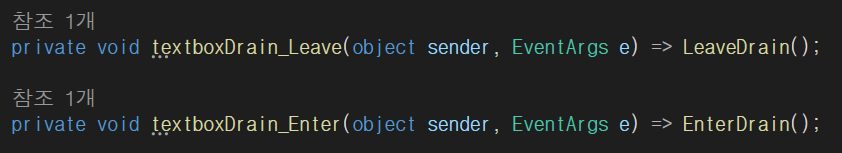 참조 1개
private void textboxDrain_Leave(object sender, EventArgs e) => LeaveDrain();
참조 1개
private void textboxDrain_Enter(object sender, EventArgs e) => EnterDrain();